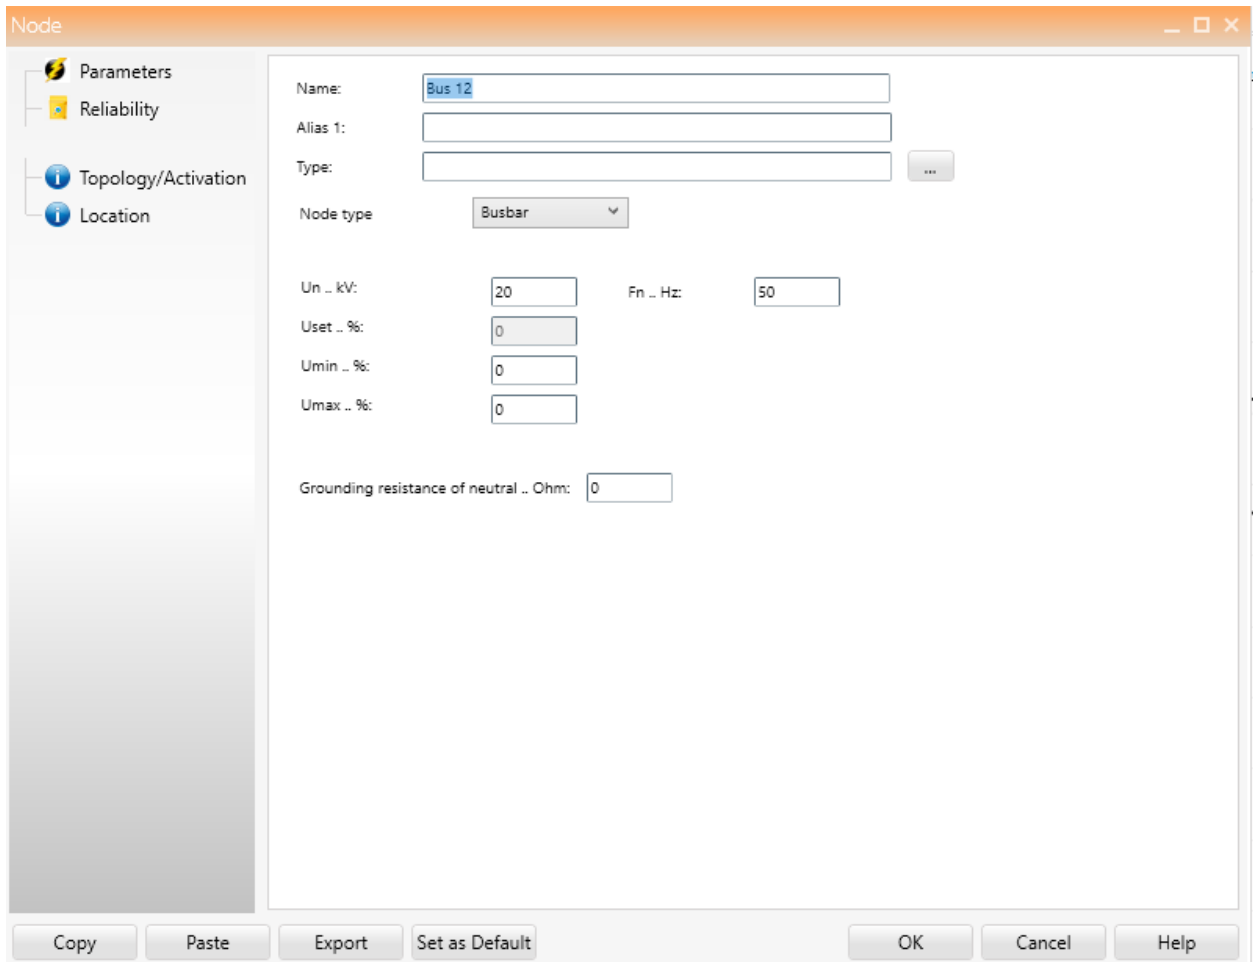 Node
Parameters
Reliability
Topology/Activation
Location
Name: Bus 12
Alias 1:
Type: ...
Node type Busbar
Un .. kV: 20 Fn .. Hz: 50
Uset .. %: 0
Umin .. %: 0
Umax .. %: 0
Grounding resistance of neutral .. Ohm: 0
Copy Paste Export Set as Default OK Cancel Help